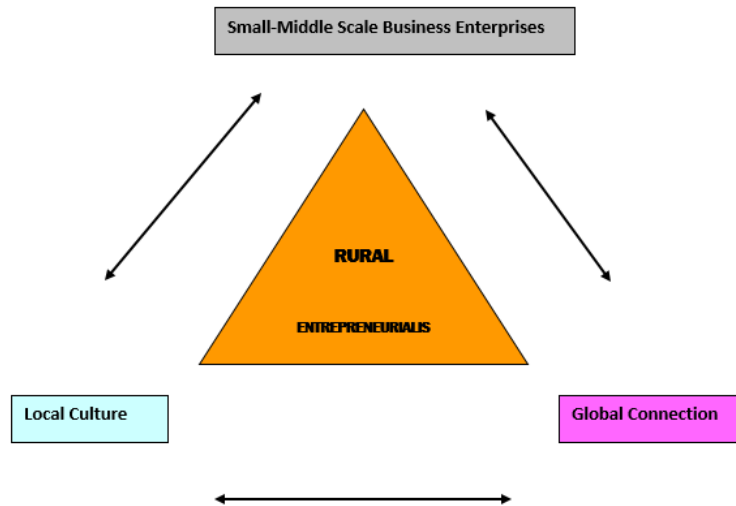 Small-Middle Scale Business Enterprises
RURAL
ENTREPRENEURIALIS
Local Culture
Global Connection